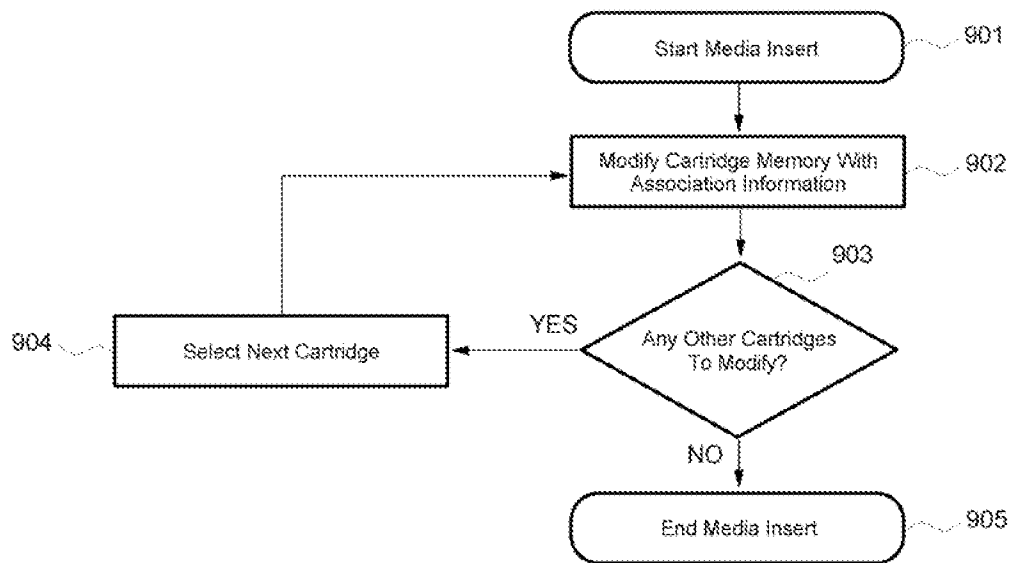 Start Media Insert
901
Modify Cartridge Memory With
Association Information
902
903
Any Other Cartridges
To Modify?
YES
904
Select Next Cartridge
NO
End Media Insert
905